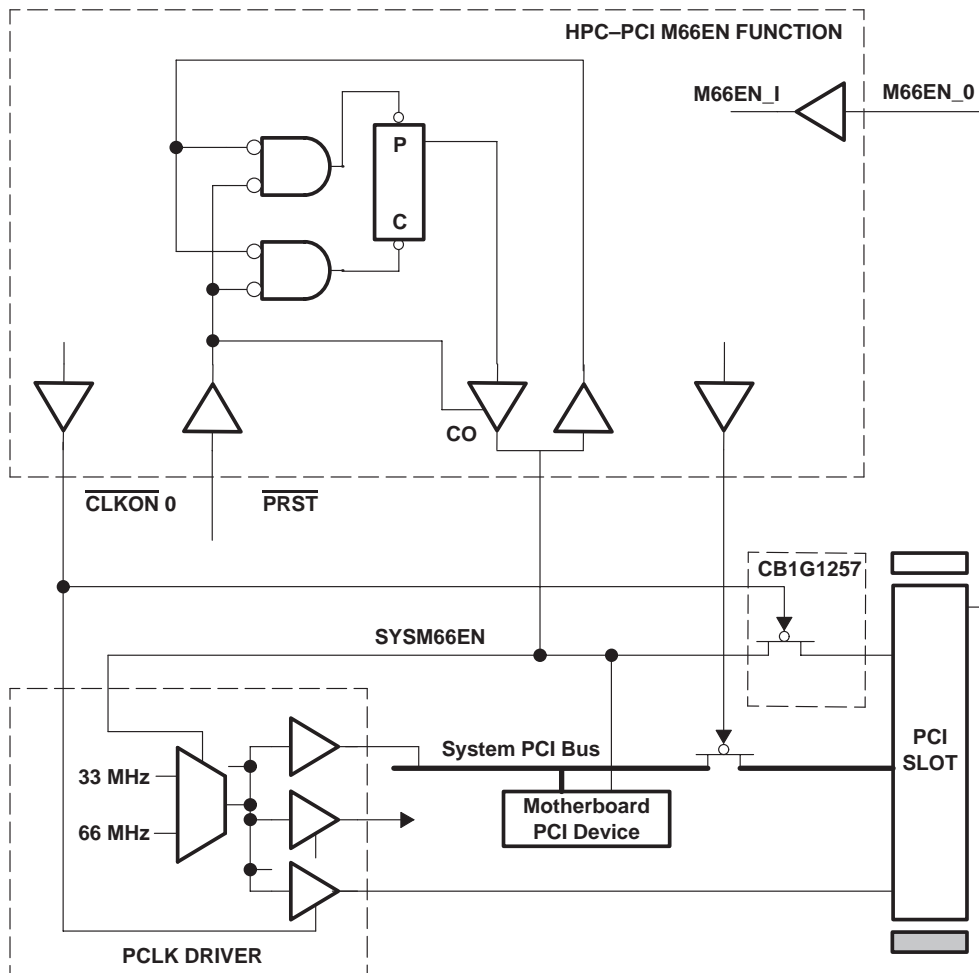 HPC–PCI M66EN FUNCTION
M66EN_I
M66EN_0
P
C
CO
CLKON 0
PRST
CB1G1257
SYSM66EN
PCI
SLOT
System PCI Bus
33 MHz
Motherboard
PCI Device
66 MHz
PCLK DRIVER